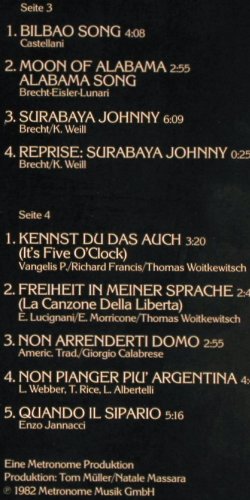 Seite 3
1. BILBAO SONG 4:08
Castellani
2. MOON OF ALABAMA 2:55
ALABAMA SONG
Brecht-Eisler-Lunari
3. SURABAYA JOHNNY 6:09
Brecht/K. Weill
4. REPRISE: SURABAYA JOHNNY 0:25
Brecht/K. Weill
Seite 4
1. KENNST DU DAS AUCH 3:20
(It's Five O'Clock)
Vangelis P./Richard Francis/Thomas Woitkewitsch
2. FREIHEIT IN MEINER SPRACHE 2:4
(La Canzone Della Liberta)
E. Lucignani/E. Morricone/Thomas Woitkewitsch
3. NON ARRENDERTI DOMO 2:55
Americ. Trad./Giorgio Calabrese
4. NON PIANGER PIU' ARGENTINA 4:
L. Webber, T. Rice, L. Albertelli
5. QUANDO IL SIPARIO 5:16
Enzo Jannacci
Eine Metronome Produktion
Produktion: Tom Müller/Natale Massara
℗ 1982 Metronome Musik GmbH